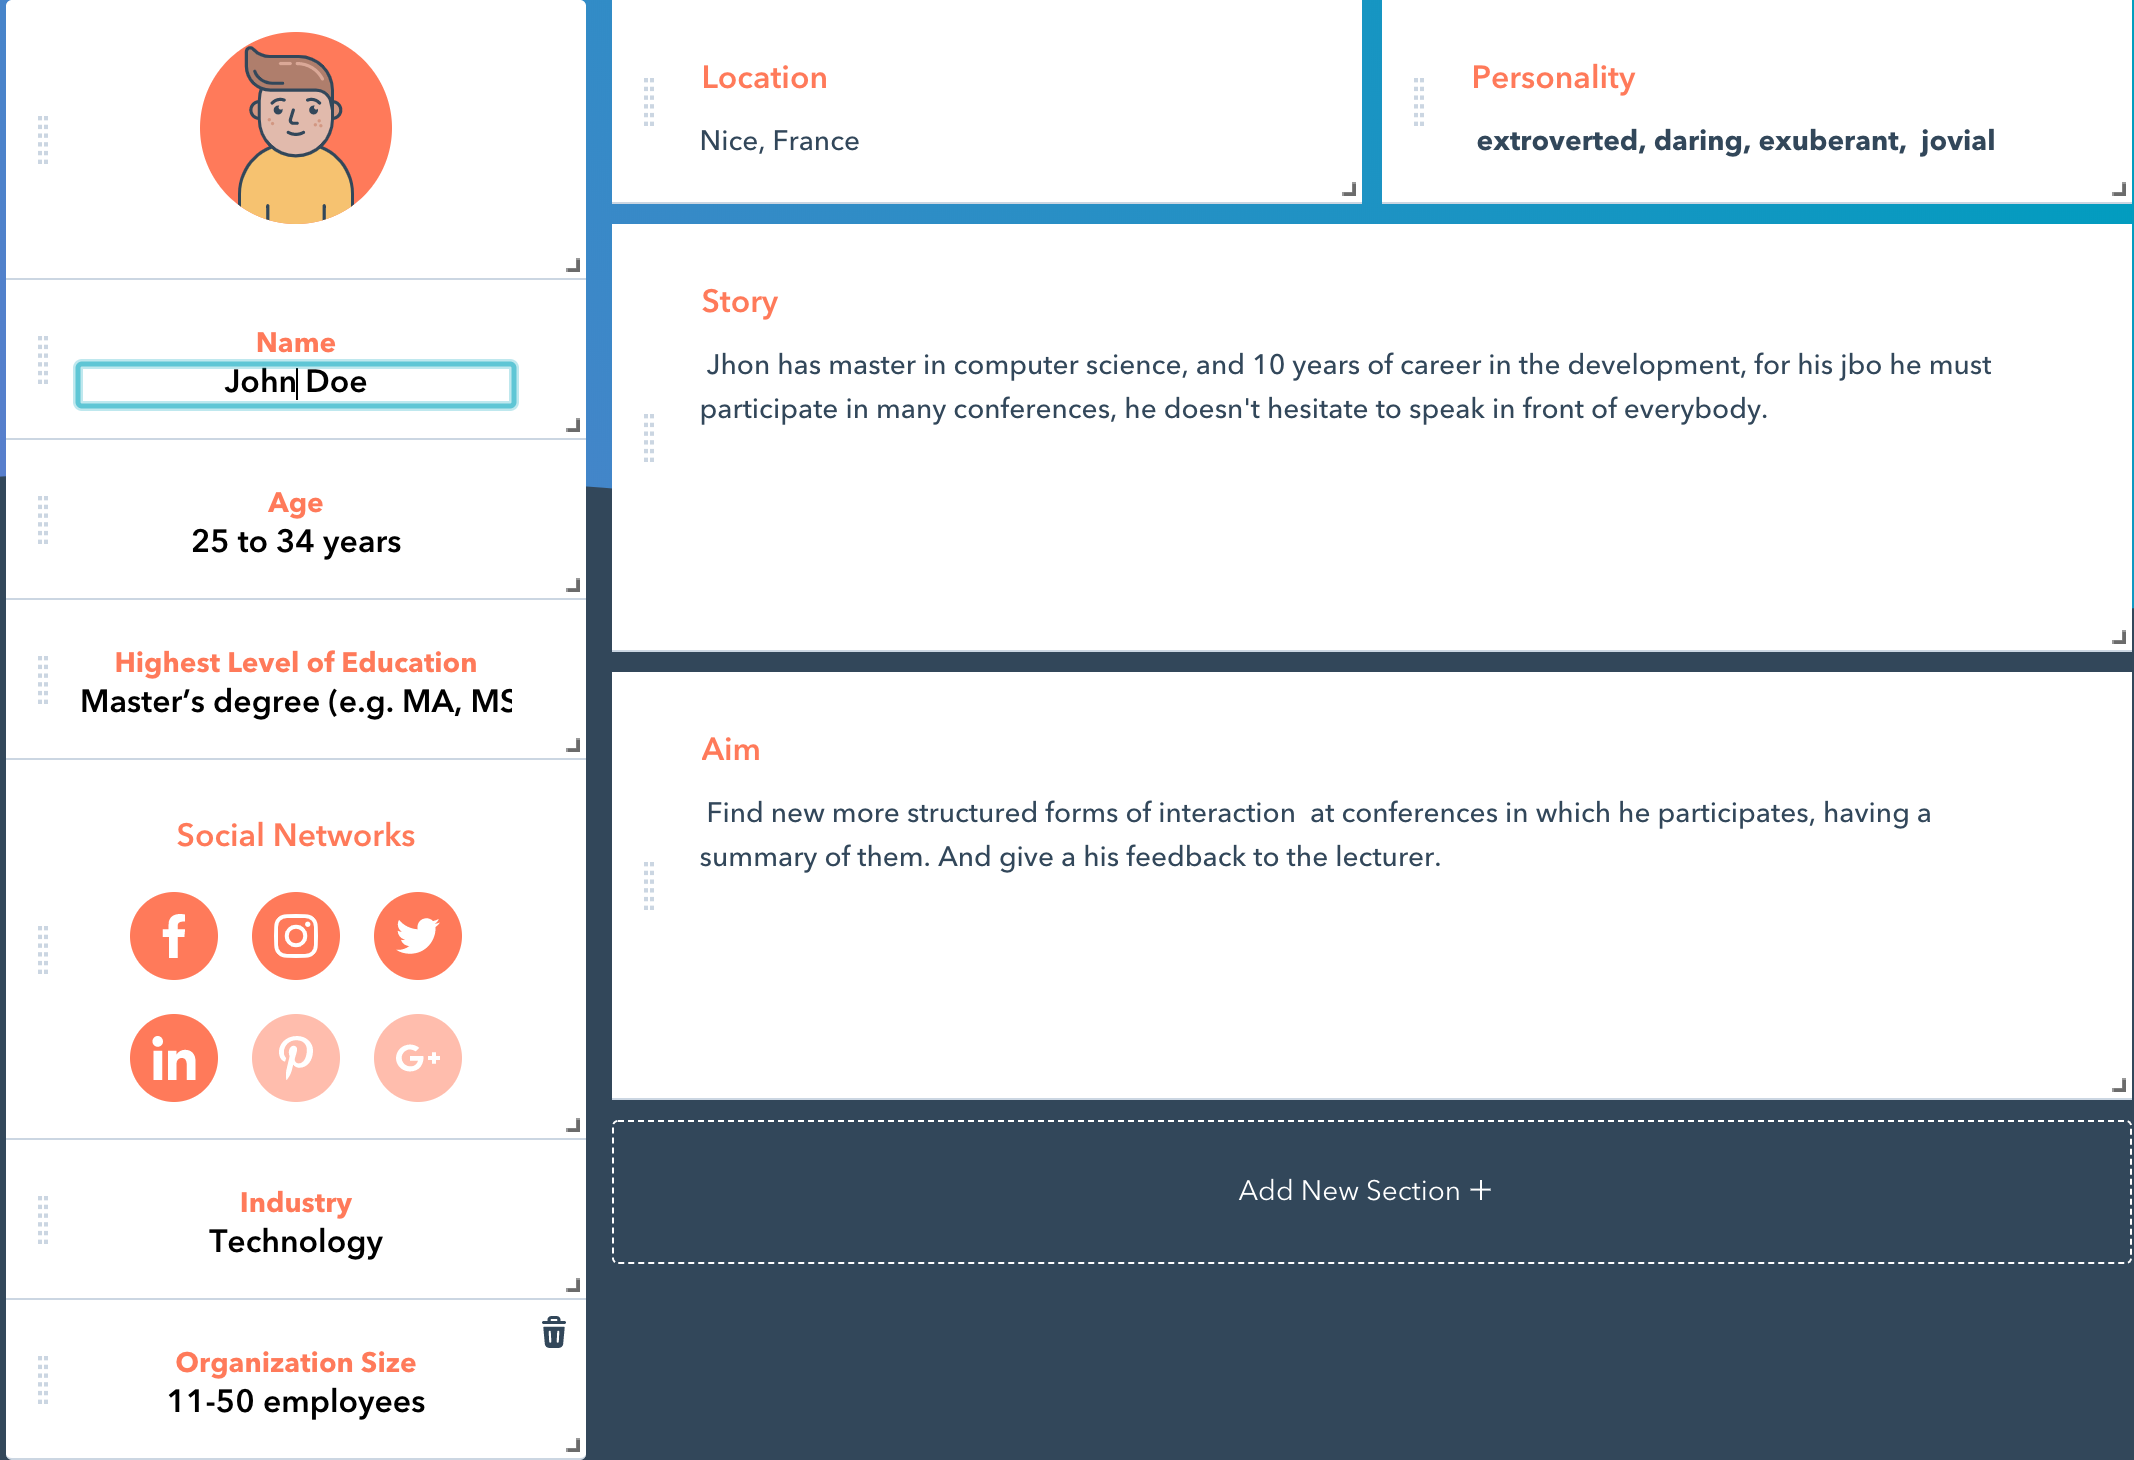 Name
John Doe
Age
25 to 34 years
Highest Level of Education
Master’s degree (e.g. MA, MS
Social Networks
f
in
G+
Industry
Technology
Organization Size
11-50 employees
Location
Nice, France
Personality
extroverted, daring, exuberant,  jovial
Story
Jhon has master in computer science, and 10 years of career in the development, for his jbo he must
participate in many conferences, he doesn't hesitate to speak in front of everybody.
Aim
Find new more structured forms of interaction  at conferences in which he participates, having a
summary of them. And give a his feedback to the lecturer.
Add New Section +